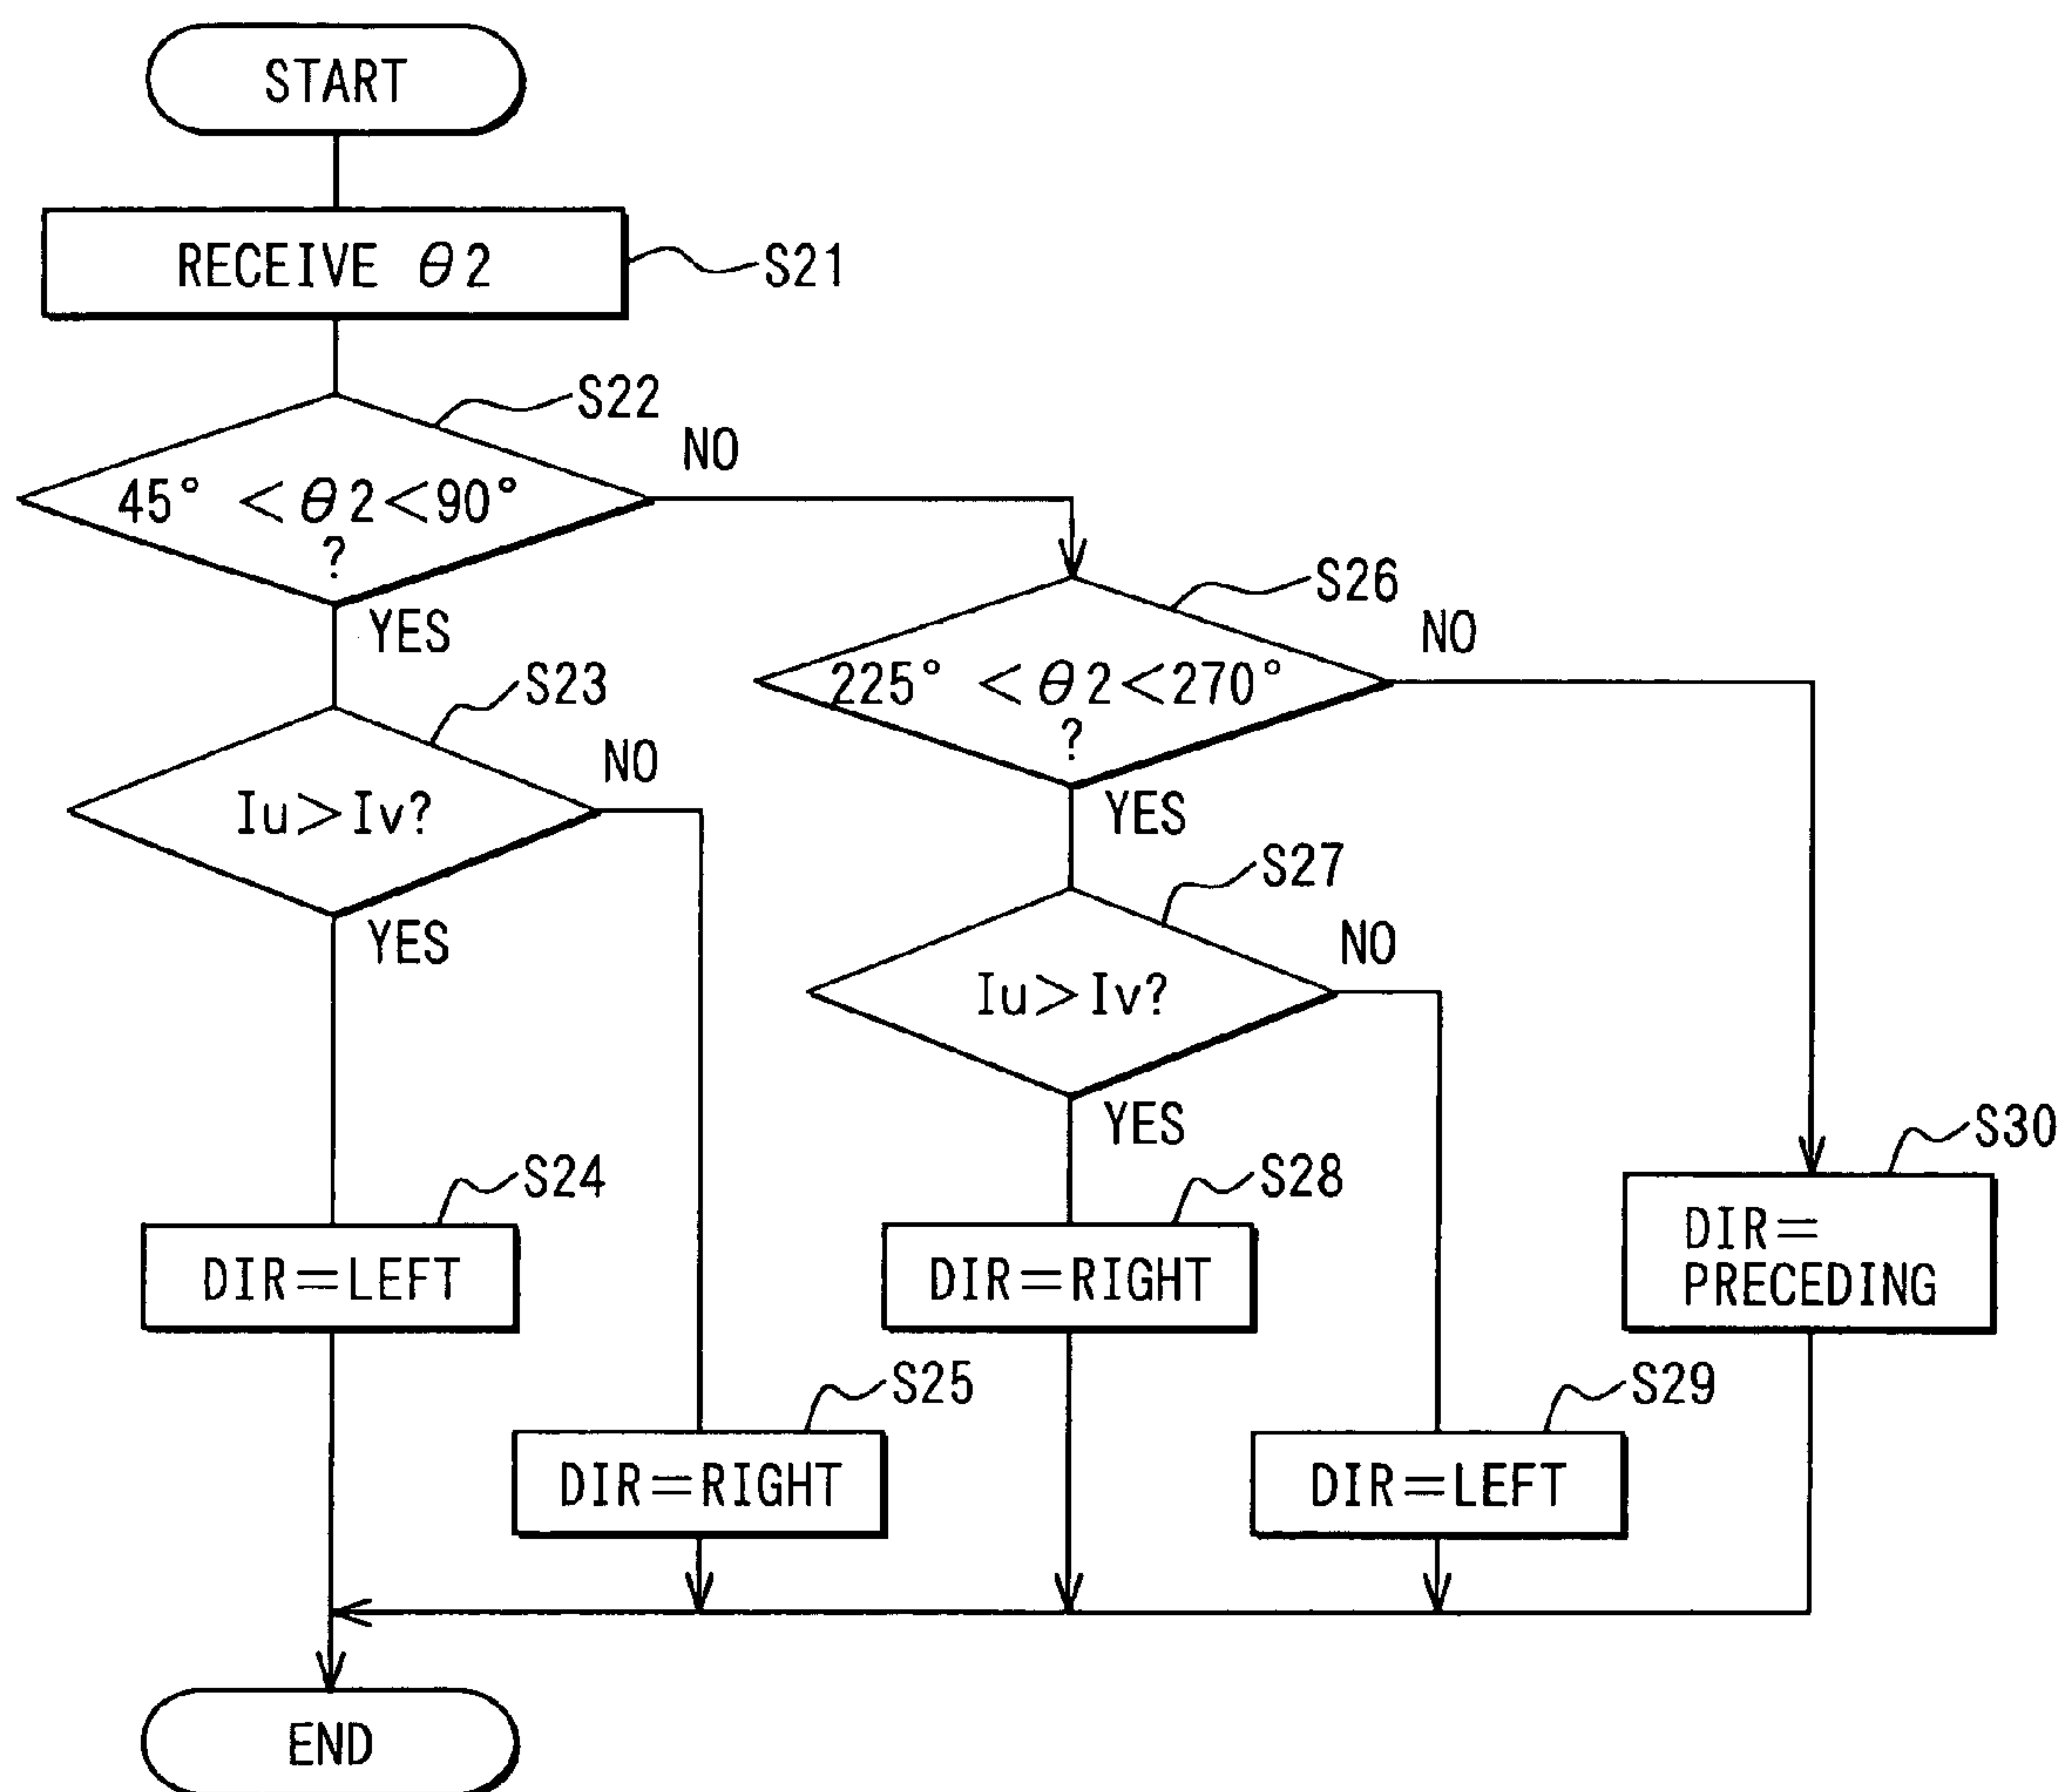 START
RECEIVE θ2
S21
S22
45° <θ2<90°
?
NO
YES
S23
Iu>Iv?
NO
YES
S26
225° <θ2<270°
?
NO
YES
S27
Iu>Iv?
NO
YES
S24
DIR=LEFT
S25
DIR=RIGHT
S28
DIR=RIGHT
S29
DIR=LEFT
S30
DIR=
PRECEDING
END